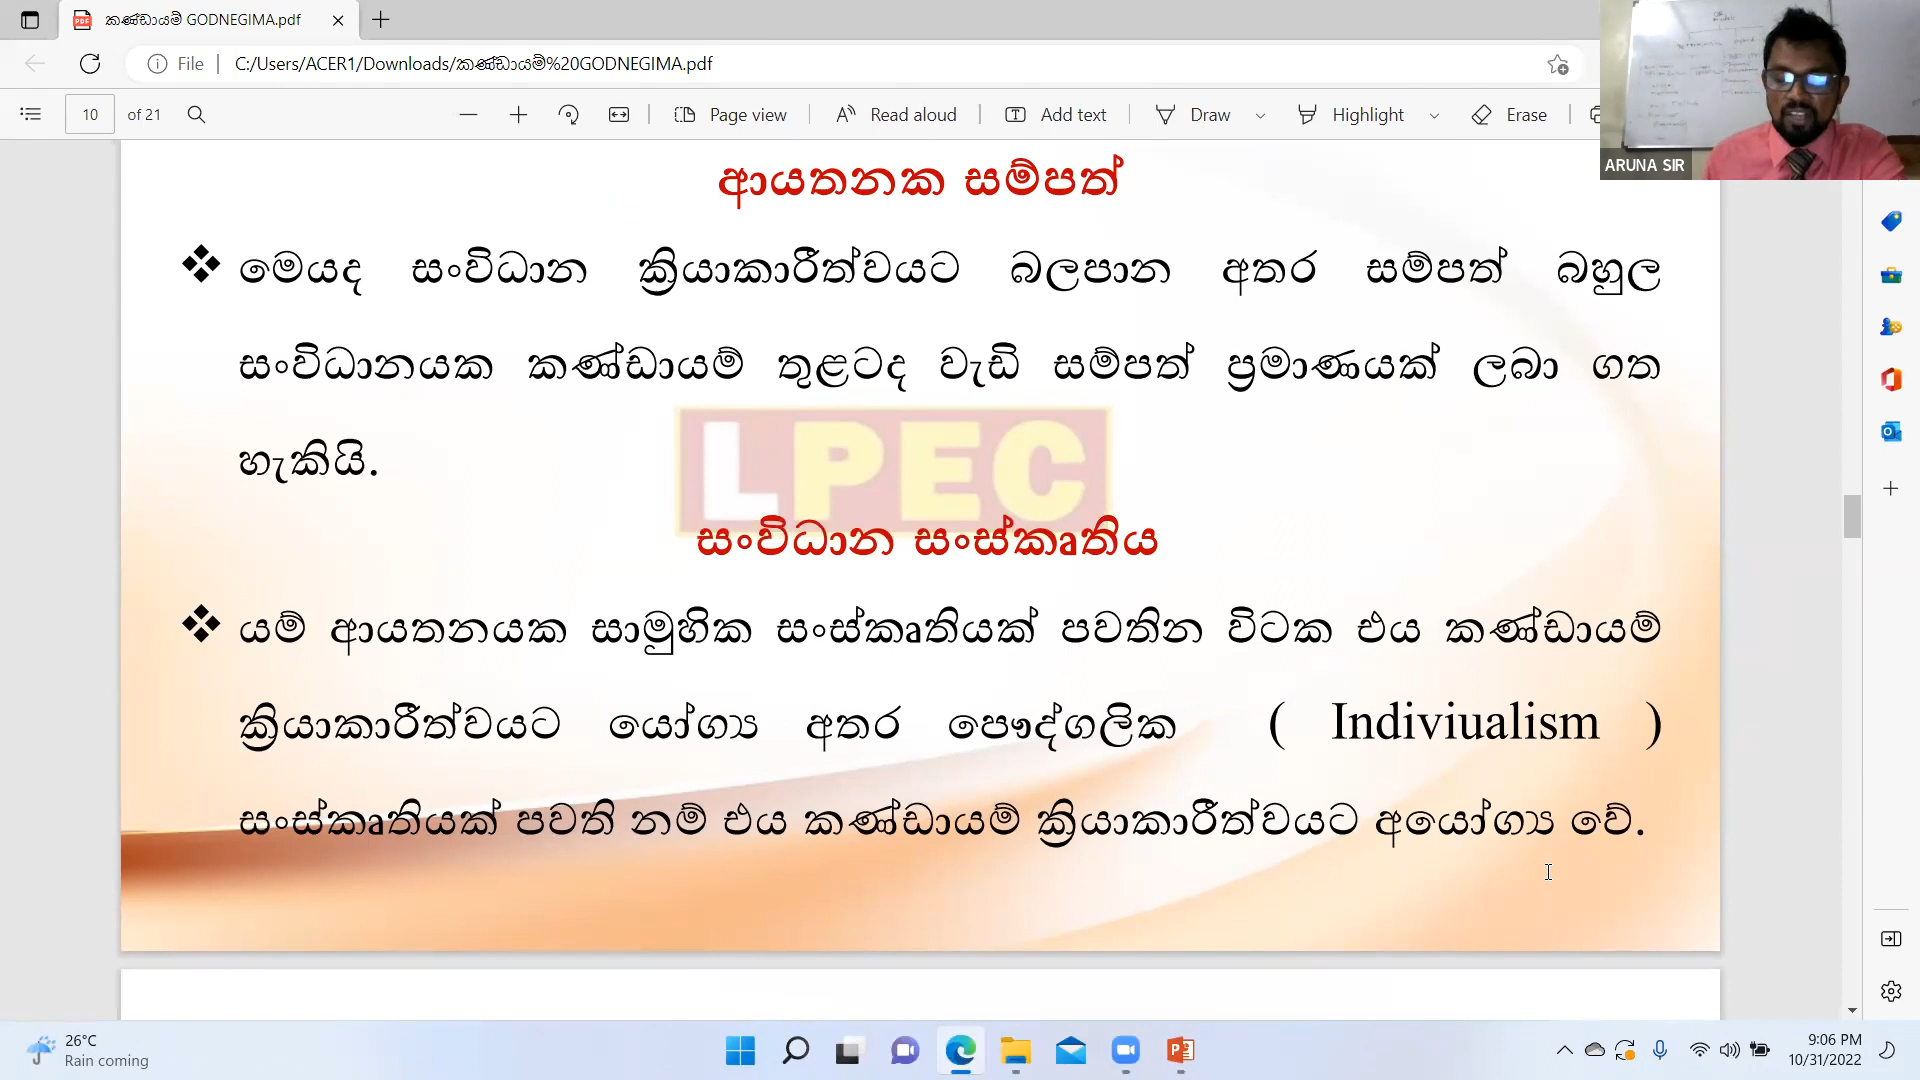 කණ්ඩායම් GODNEGIMA.pdf
File
C:/Users/ACER1/Downloads/කණ්ඩායම්%20GODNEGIMA.pdf
10 of 21
Page view
Read aloud
Add text
Draw
Highlight
Erase
ARUNA SIR
ආයතනක සම්පත්
❖ මෙයද සංවිධාන ක්‍රියාකාරීත්වයට බලපාන අතර සම්පත් බහුල
සංවිධානයක කණ්ඩායම් තුළටද වැඩි සම්පත් ප්‍රමාණයක් ලබා ගත
හැකියි.
LPEC
සංවිධාන සංස්කෘතිය
❖ යම් ආයතනයක සාමුහික සංස්කෘතියක් පවතින විටක එය කණ්ඩායම්
ක්‍රියාකාරීත්වයට යෝග්‍ය අතර පෞද්ගලික ( Indiviualism )
සංස්කෘතියක් පවති නම් එය කණ්ඩායම් ක්‍රියාකාරීත්වයට අයෝග්‍ය වේ.
26°C
Rain coming
9:06 PM
10/31/2022